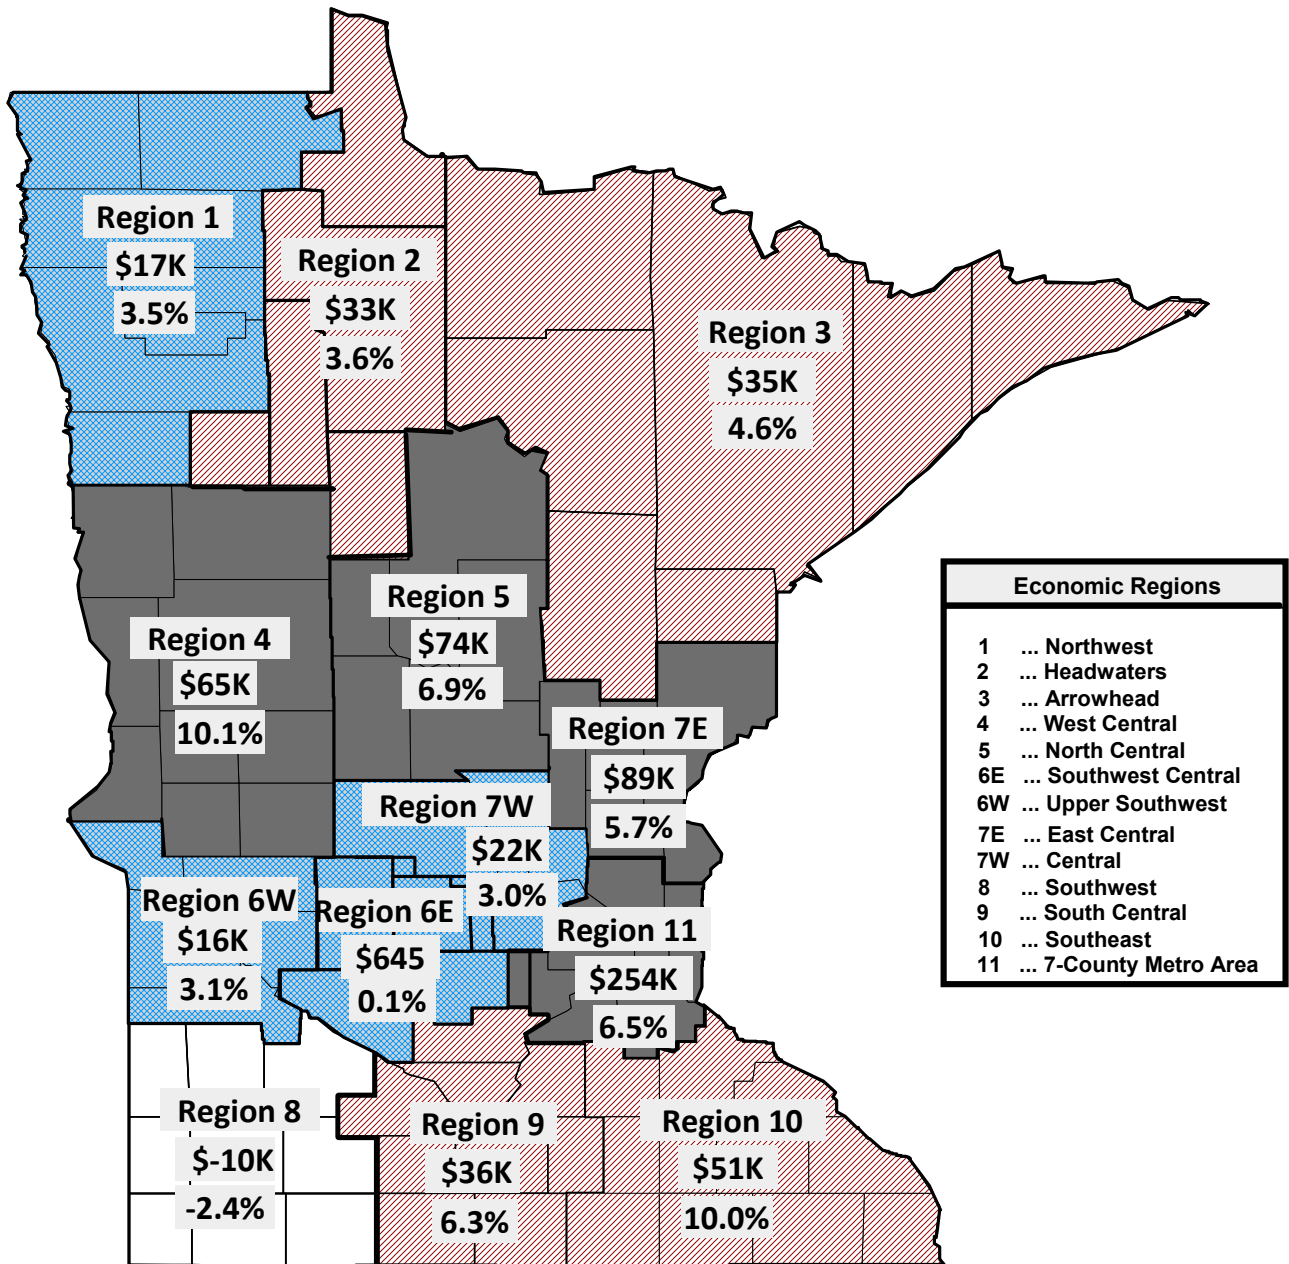 Region 1
$17K
3.5%
Region 2
$33K
3.6%
Region 3
$35K
4.6%
Region 4
$65K
10.1%
Region 5
$74K
6.9%
Region 7E
$89K
5.7%
Region 7W
$22K
3.0%
Region 6W
$16K
3.1%
Region 6E
$645
0.1%
Region 11
$254K
6.5%
Region 8
$-10K
-2.4%
Region 9
$36K
6.3%
Region 10
$51K
10.0%
Economic Regions
1 ... Northwest
2 ... Headwaters
3 ... Arrowhead
4 ... West Central
5 ... North Central
6E ... Southwest Central
6W ... Upper Southwest
7E ... East Central
7W ... Central
8 ... Southwest
9 ... South Central
10 ... Southeast
11 ... 7-County Metro Area